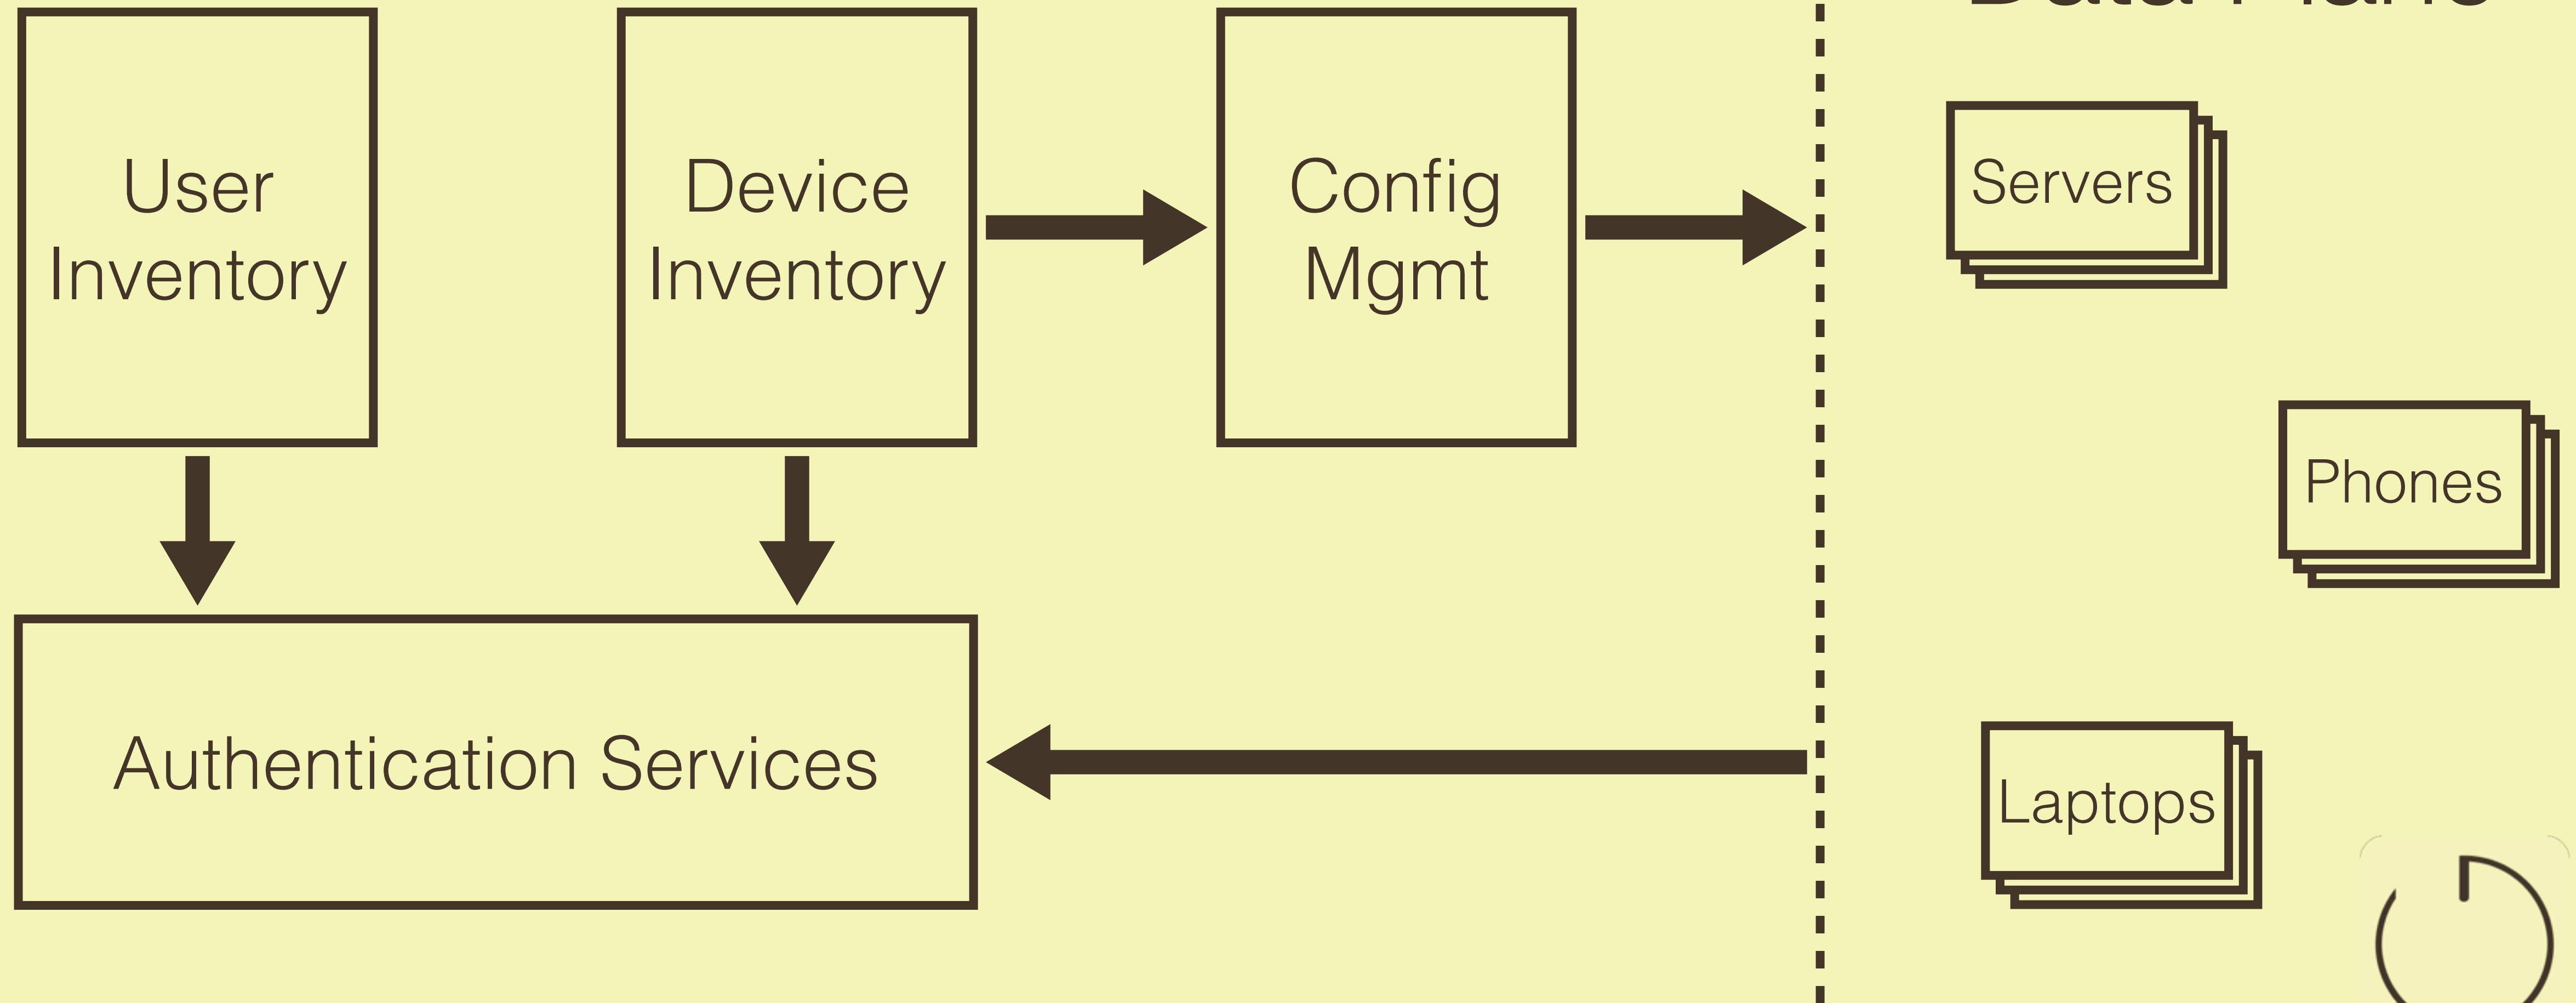 User
Inventory
Device
Inventory
Config
Mgmt
Servers
Phones
Authentication Services
Laptops